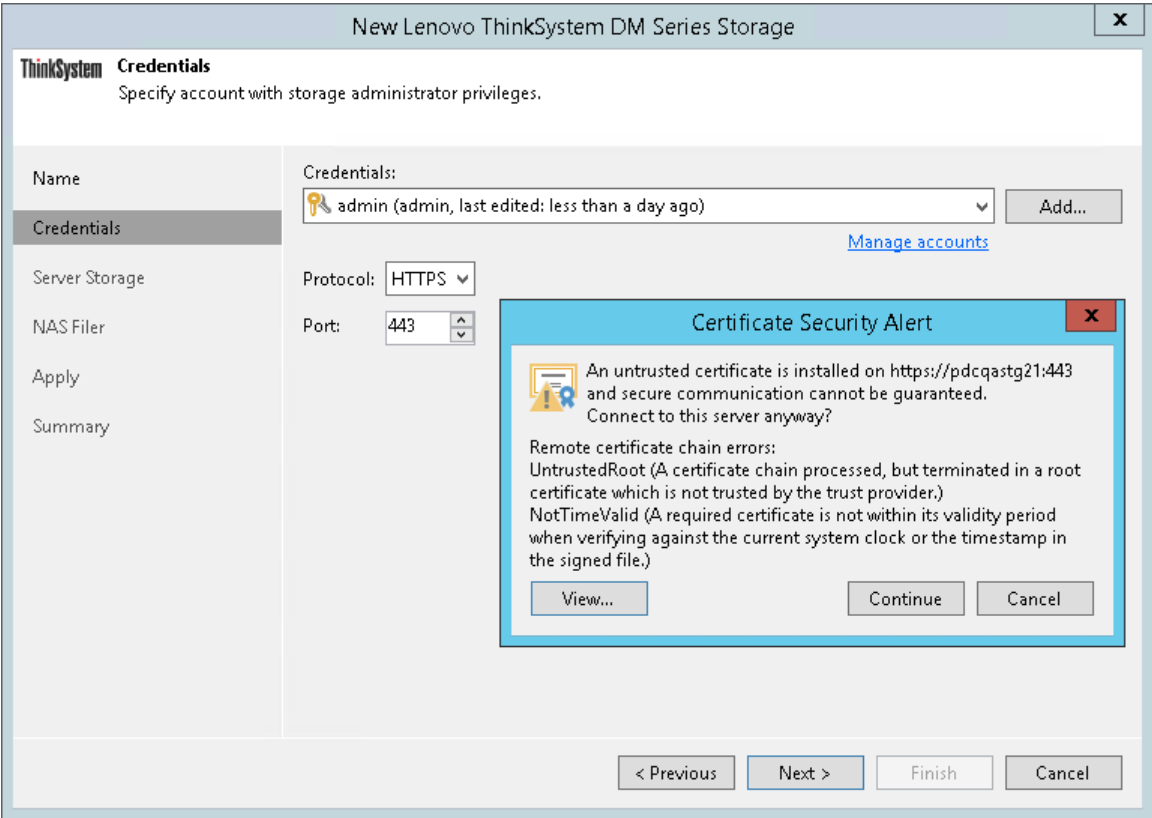 New Lenovo ThinkSystem DM Series Storage
x
ThinkSystem
Credentials
Specify account with storage administrator privileges.
Name
Credentials
Server Storage
NAS Filer
Apply
Summary
Credentials:
admin (admin, last edited: less than a day ago)
Add...
Manage accounts
Protocol: HTTPS
Port: 443
Certificate Security Alert
x
An untrusted certificate is installed on https://pdcqastg21:443
and secure communication cannot be guaranteed.
Connect to this server anyway?
Remote certificate chain errors:
UntrustedRoot (A certificate chain processed, but terminated in a root
certificate which is not trusted by the trust provider.)
NotTimeValid (A required certificate is not within its validity period
when verifying against the current system clock or the timestamp in
the signed file.)
View...
Continue
Cancel
< Previous
Next >
Finish
Cancel